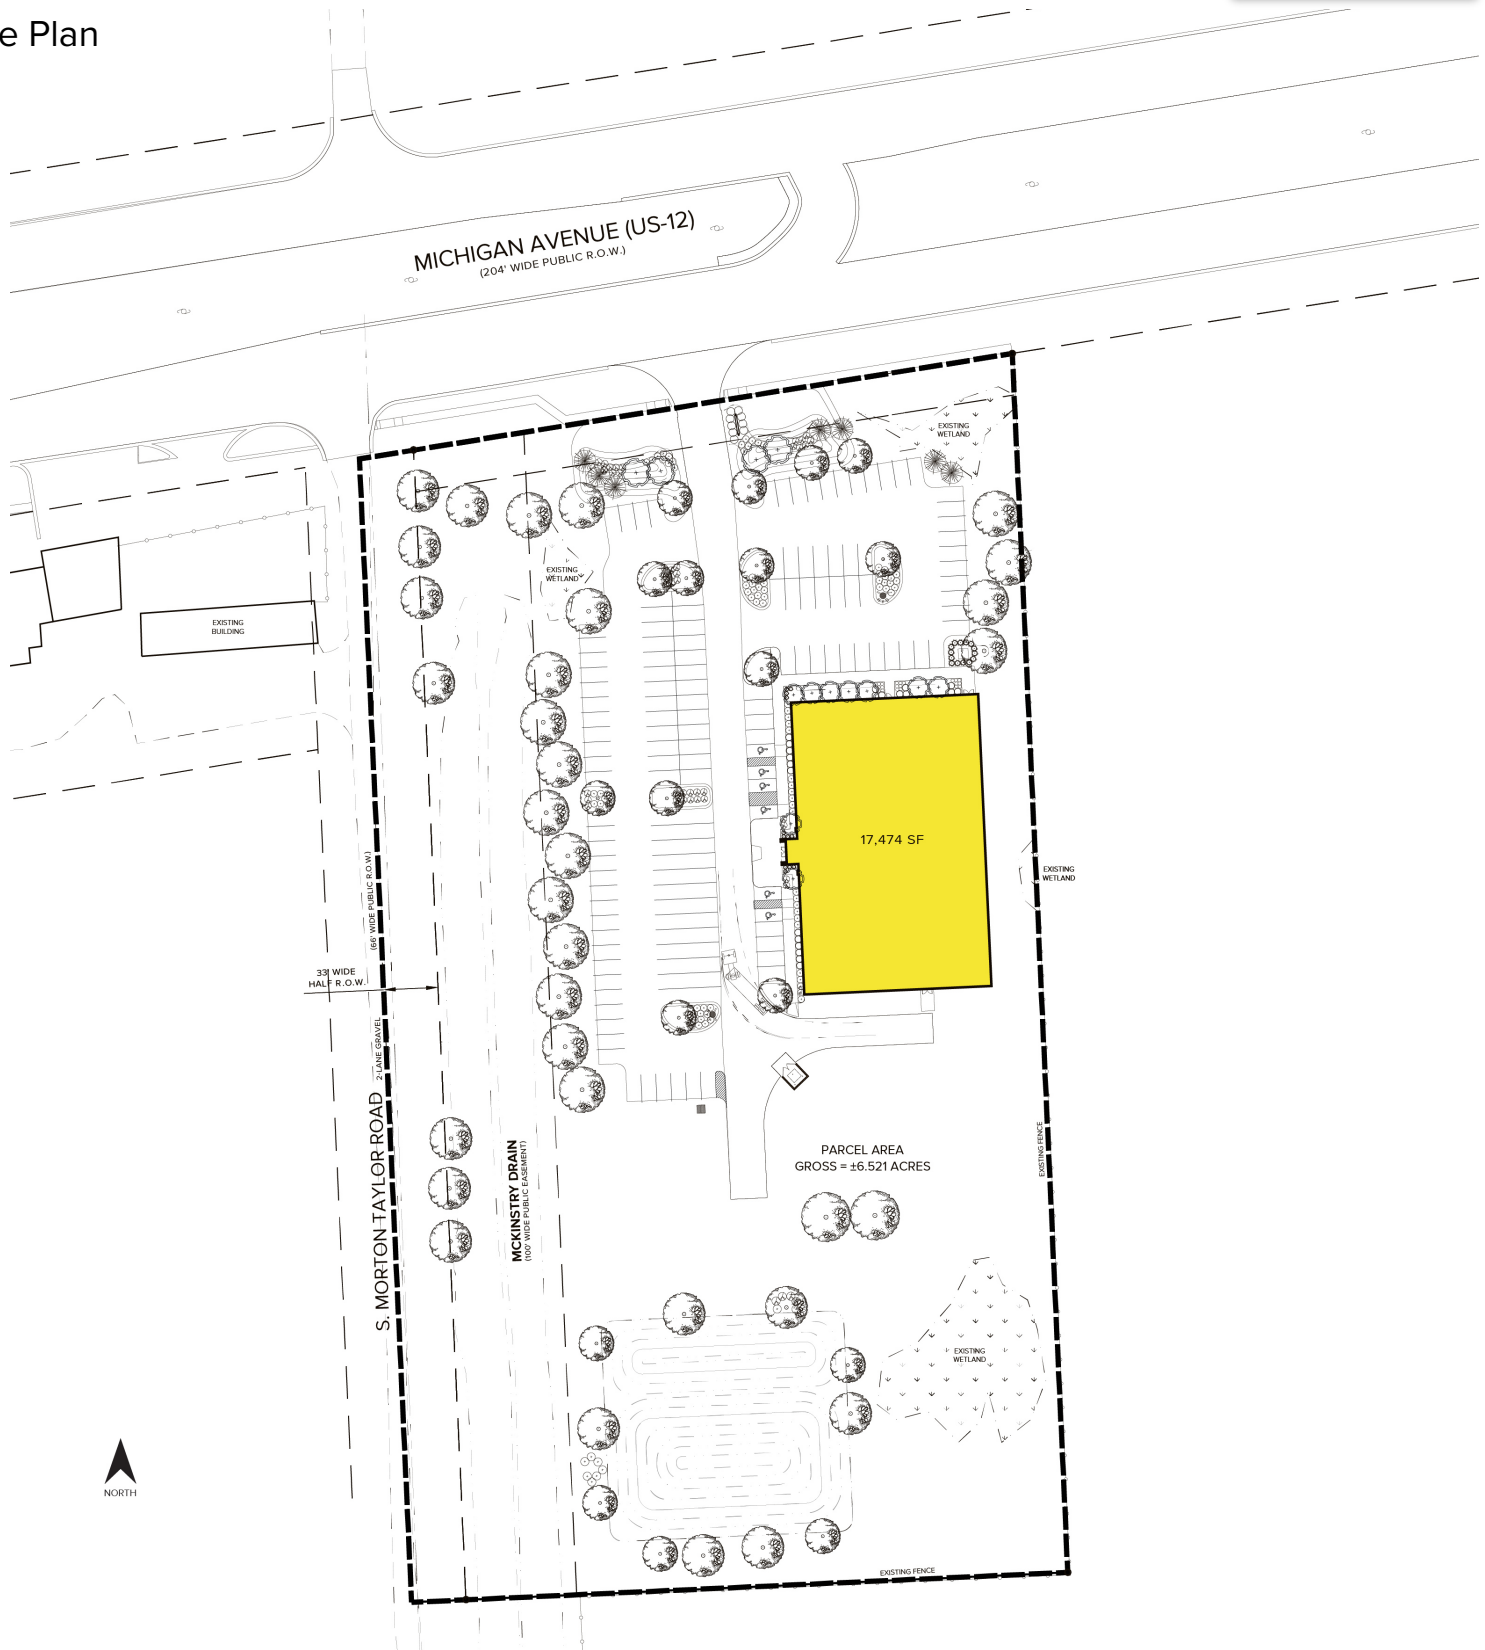 e Plan
MICHIGAN AVENUE (US-12)
(204' WIDE PUBLIC R.O.W.)
EXISTING
WETLAND
EXISTING
WETLAND
EXISTING
BUILDING
17,474 SF
EXISTING
WETLAND
(66' WIDE PUBLIC R.O.W.)
33' WIDE
HALF R.O.W.
2-LANE GRAVEL
S. MORTON TAYLOR ROAD
MCKINSTRY DRAIN
(100' WIDE PUBLIC EASEMENT)
EXISTING FENCE
PARCEL AREA
GROSS = ±6.521 ACRES
EXISTING
WETLAND
NORTH
EXISTING FENCE